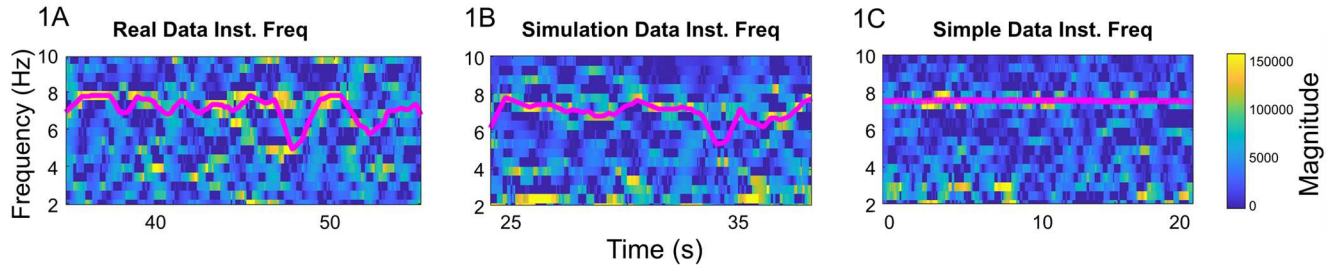 1A
Real Data Inst. Freq
1B
Simulation Data Inst. Freq
1C
Simple Data Inst. Freq
Frequency (Hz)
10
8
6
4
2
40
50
10
8
6
4
2
25
35
10
8
6
4
2
0
10
20
Time (s)
150000
100000
5000
0
Magnitude